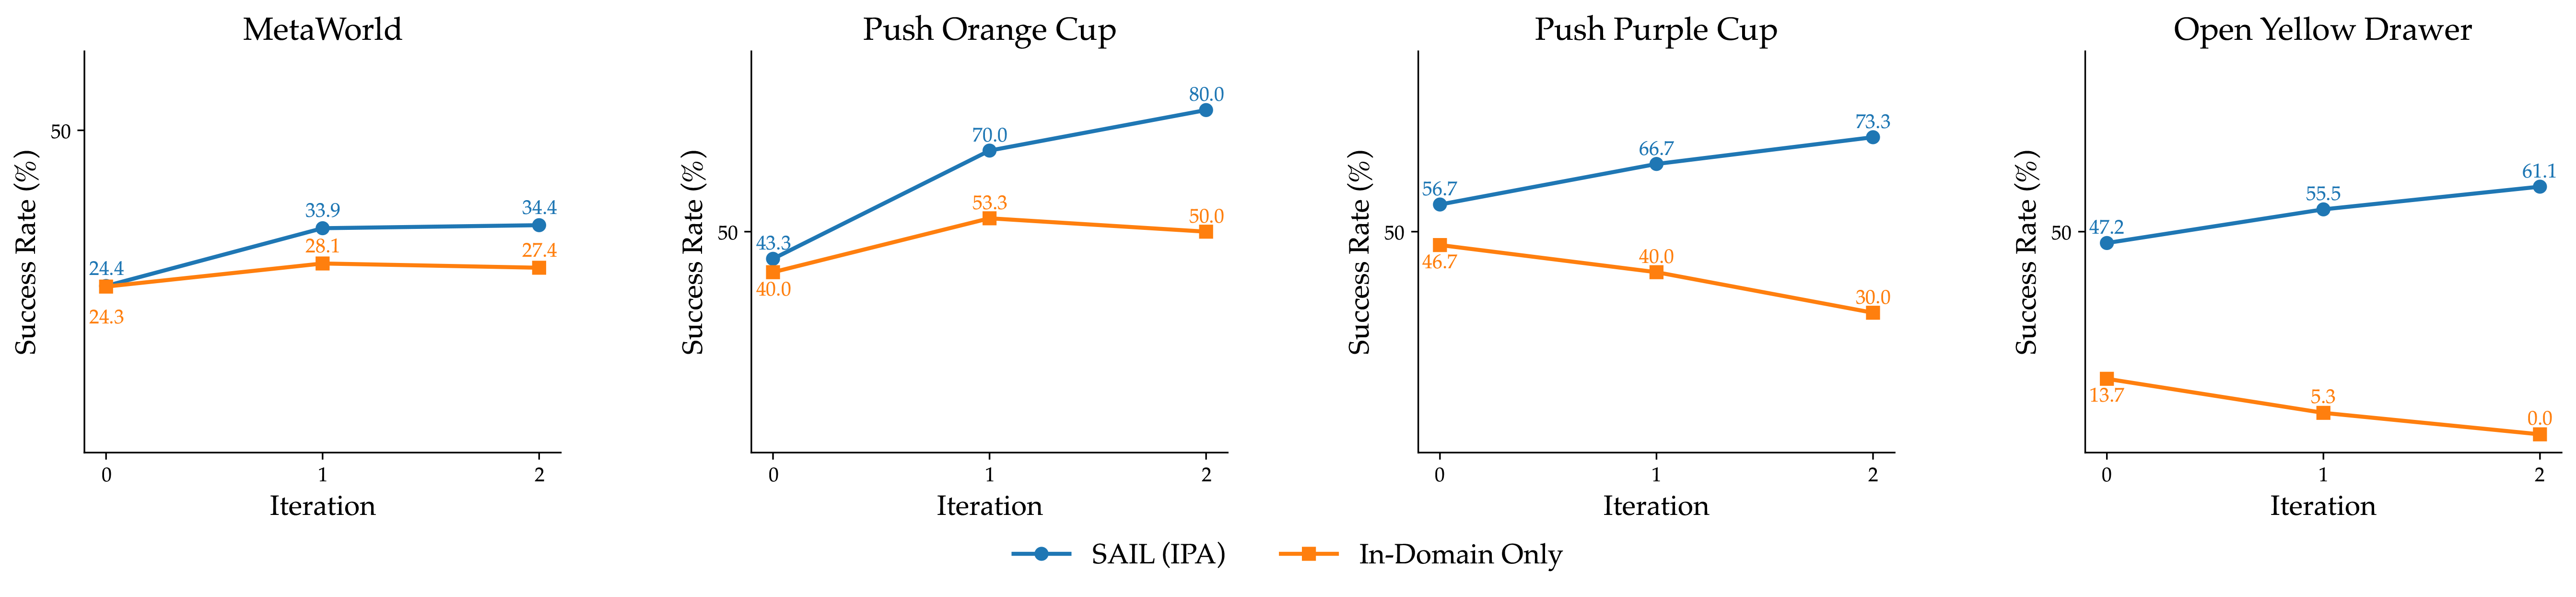 MetaWorld
Success Rate (%)
50
24.4
33.9
34.4
24.3
28.1
27.4
0
1
2
Iteration
Push Orange Cup
Success Rate (%)
50
43.3
70.0
80.0
40.0
53.3
50.0
0
1
2
Iteration
Push Purple Cup
Success Rate (%)
50
56.7
66.7
73.3
46.7
40.0
30.0
0
1
2
Iteration
Open Yellow Drawer
Success Rate (%)
50
47.2
55.5
61.1
13.7
5.3
0.0
0
1
2
Iteration
SAIL (IPA)
In-Domain Only